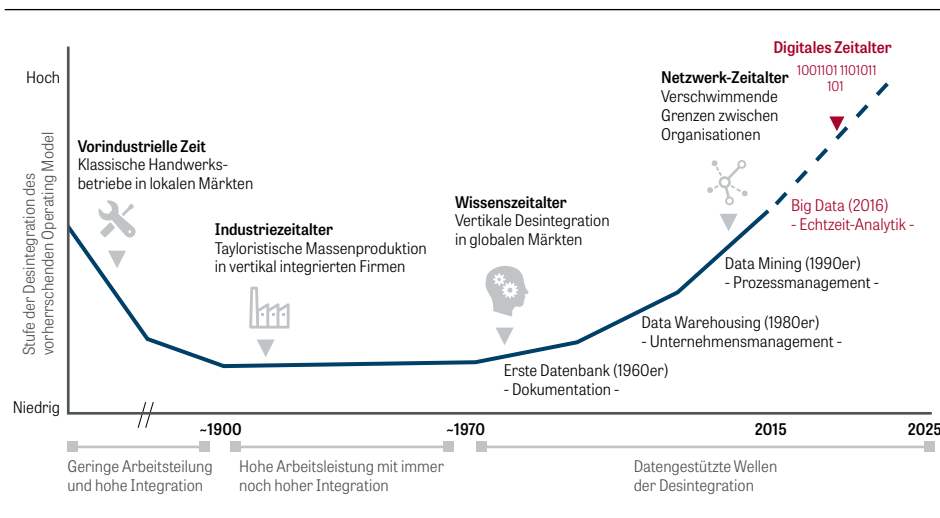 Digitales Zeitalter
1001101 1101011
101
Hoch
Netzwerk-Zeitalter
Verschwimmende
Grenzen zwischen
Organisationen
Vorindustrielle Zeit
Klassische Handwerks-
betriebe in lokalen Märkten
Wissenszeitalter
Vertikale Desintegration
in globalen Märkten
Industriezeitalter
Tayloristische Massenproduktion
in vertikal integrierten Firmen
Stufe der Desintegration des
vorherrschenden Operating Model
Big Data (2016)
- Echtzeit-Analytik -
Data Mining (1990er)
- Prozessmanagement -
Data Warehousing (1980er)
- Unternehmensmanagement -
Erste Datenbank (1960er)
- Dokumentation -
Niedrig
~1900
~1970
2015
2025
Geringe Arbeitsteilung
und hohe Integration
Hohe Arbeitsleistung mit immer
noch hoher Integration
Datengestützte Wellen
der Desintegration